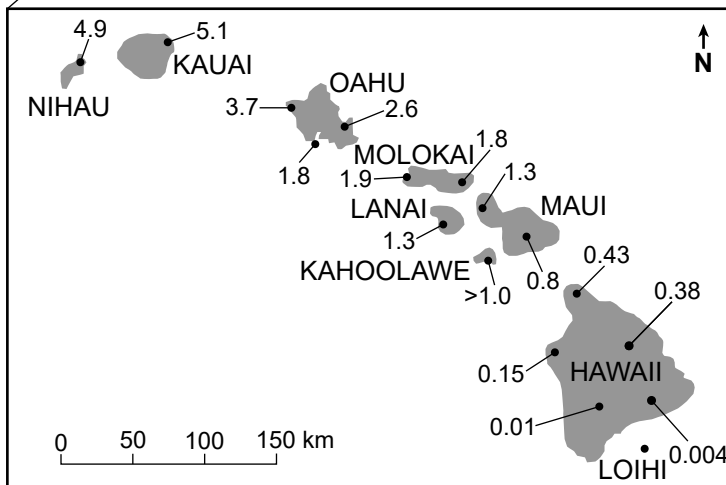 4.9
5.1
KAUAI
NIHAU
OAHU
3.7
2.6
1.8
MOLOKAI
1.8
1.9
1.3
LANAI
MAUI
1.3
KAHOOLAWE
>1.0
0.8
0.43
0.38
0.15
HAWAII
0.01
0.004
LOIHI
N
0 50 100 150 km